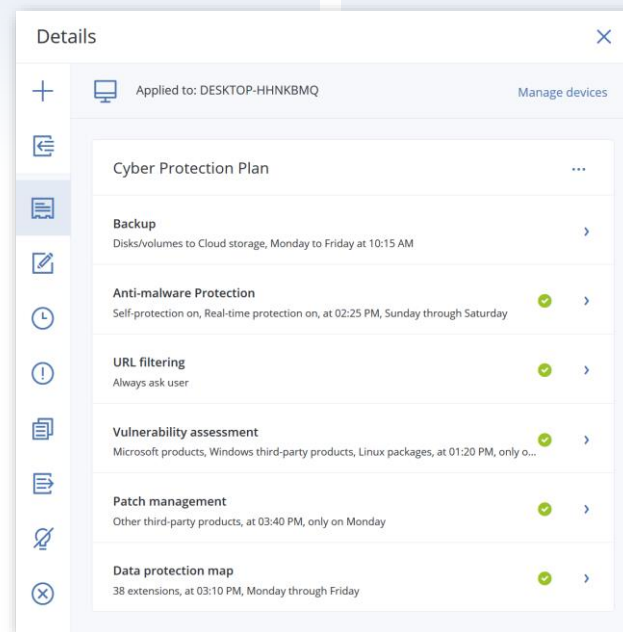 Details
Applied to: DESKTOP-HHNKBMQ
Manage devices
Cyber Protection Plan
...
Backup
Disks/volumes to Cloud storage, Monday to Friday at 10:15 AM
Anti-malware Protection
Self-protection on, Real-time protection on, at 02:25 PM, Sunday through Saturday
URL filtering
Always ask user
Vulnerability assessment
Microsoft products, Windows third-party products, Linux packages, at 01:20 PM, only o...
Patch management
Other third-party products, at 03:40 PM, only on Monday
Data protection map
38 extensions, at 03:10 PM, Monday through Friday